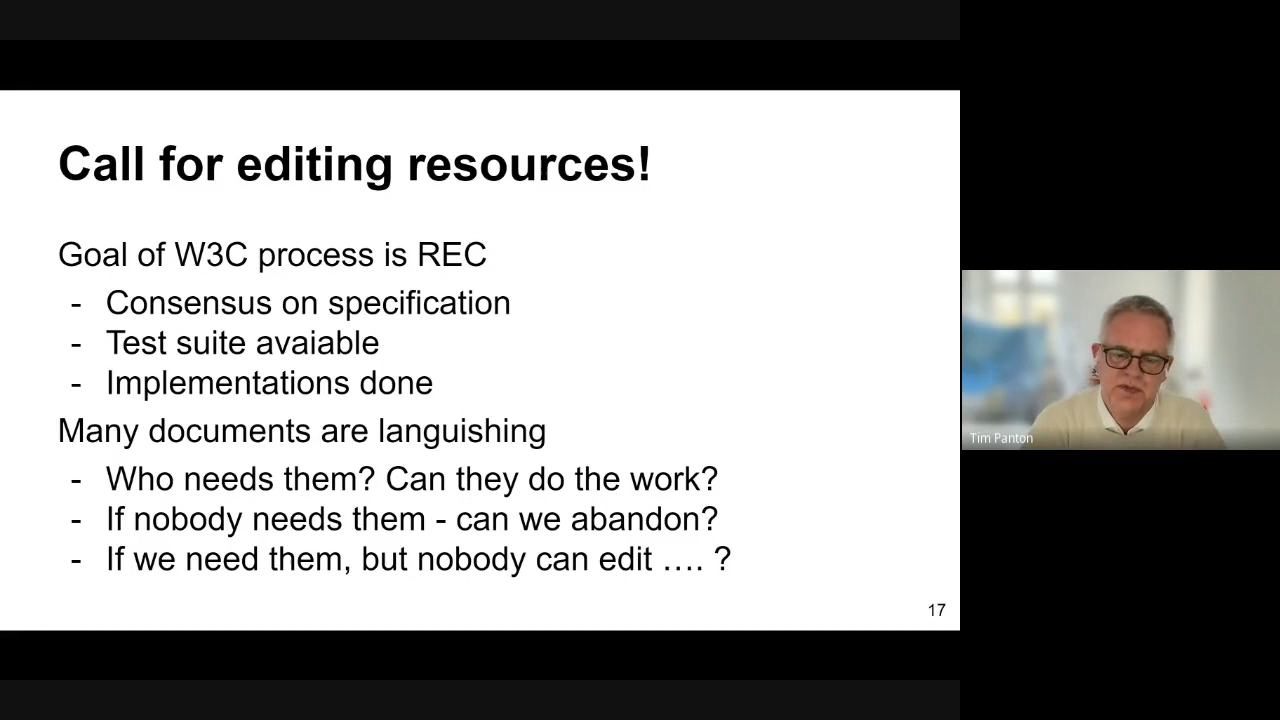 Call for editing resources!
Goal of W3C process is REC
- Consensus on specification
- Test suite avaiable
- Implementations done
Many documents are languishing
- Who needs them? Can they do the work?
- If nobody needs them - can we abandon?
- If we need them, but nobody can edit .... ?
17
Tim Panton